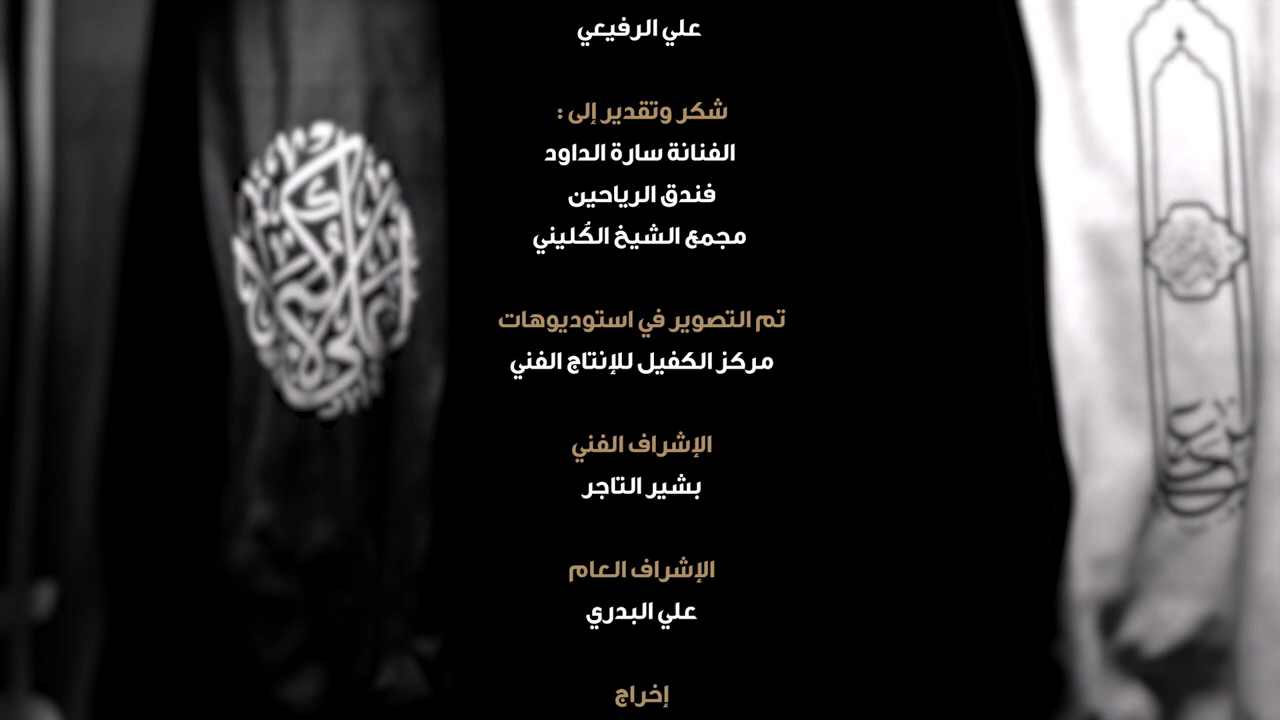 علي الرفيعي
شكر وتقدير إلى :
الفنانة سارة الداود
فندق الرياحين
مجمع الشيخ الكُليني
تم التصوير في استوديوهات
مركز الكفيل للإنتاج الفني
الإشراف الفني
بشير التاجر
الإشراف العام
علي البدري
إخراج